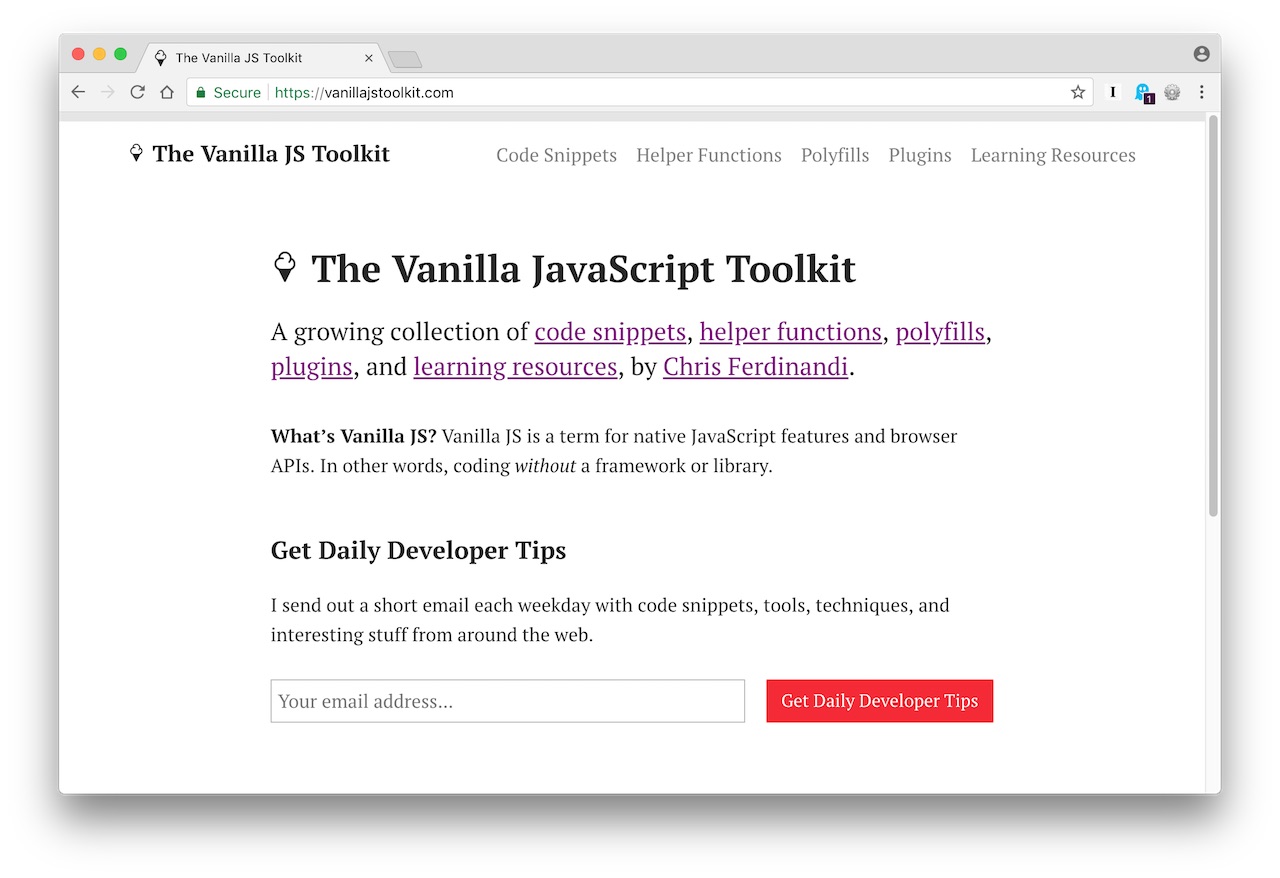 The Vanilla JS Toolkit
Secure https://vanillajstoolkit.com
I
1
The Vanilla JS Toolkit
Code Snippets Helper Functions Polyfills Plugins Learning Resources
The Vanilla JavaScript Toolkit
A growing collection of code snippets, helper functions, polyfills,
plugins, and learning resources, by Chris Ferdinandi.
What’s Vanilla JS? Vanilla JS is a term for native JavaScript features and browser
APIs. In other words, coding without a framework or library.
Get Daily Developer Tips
I send out a short email each weekday with code snippets, tools, techniques, and
interesting stuff from around the web.
Your email address...
Get Daily Developer Tips